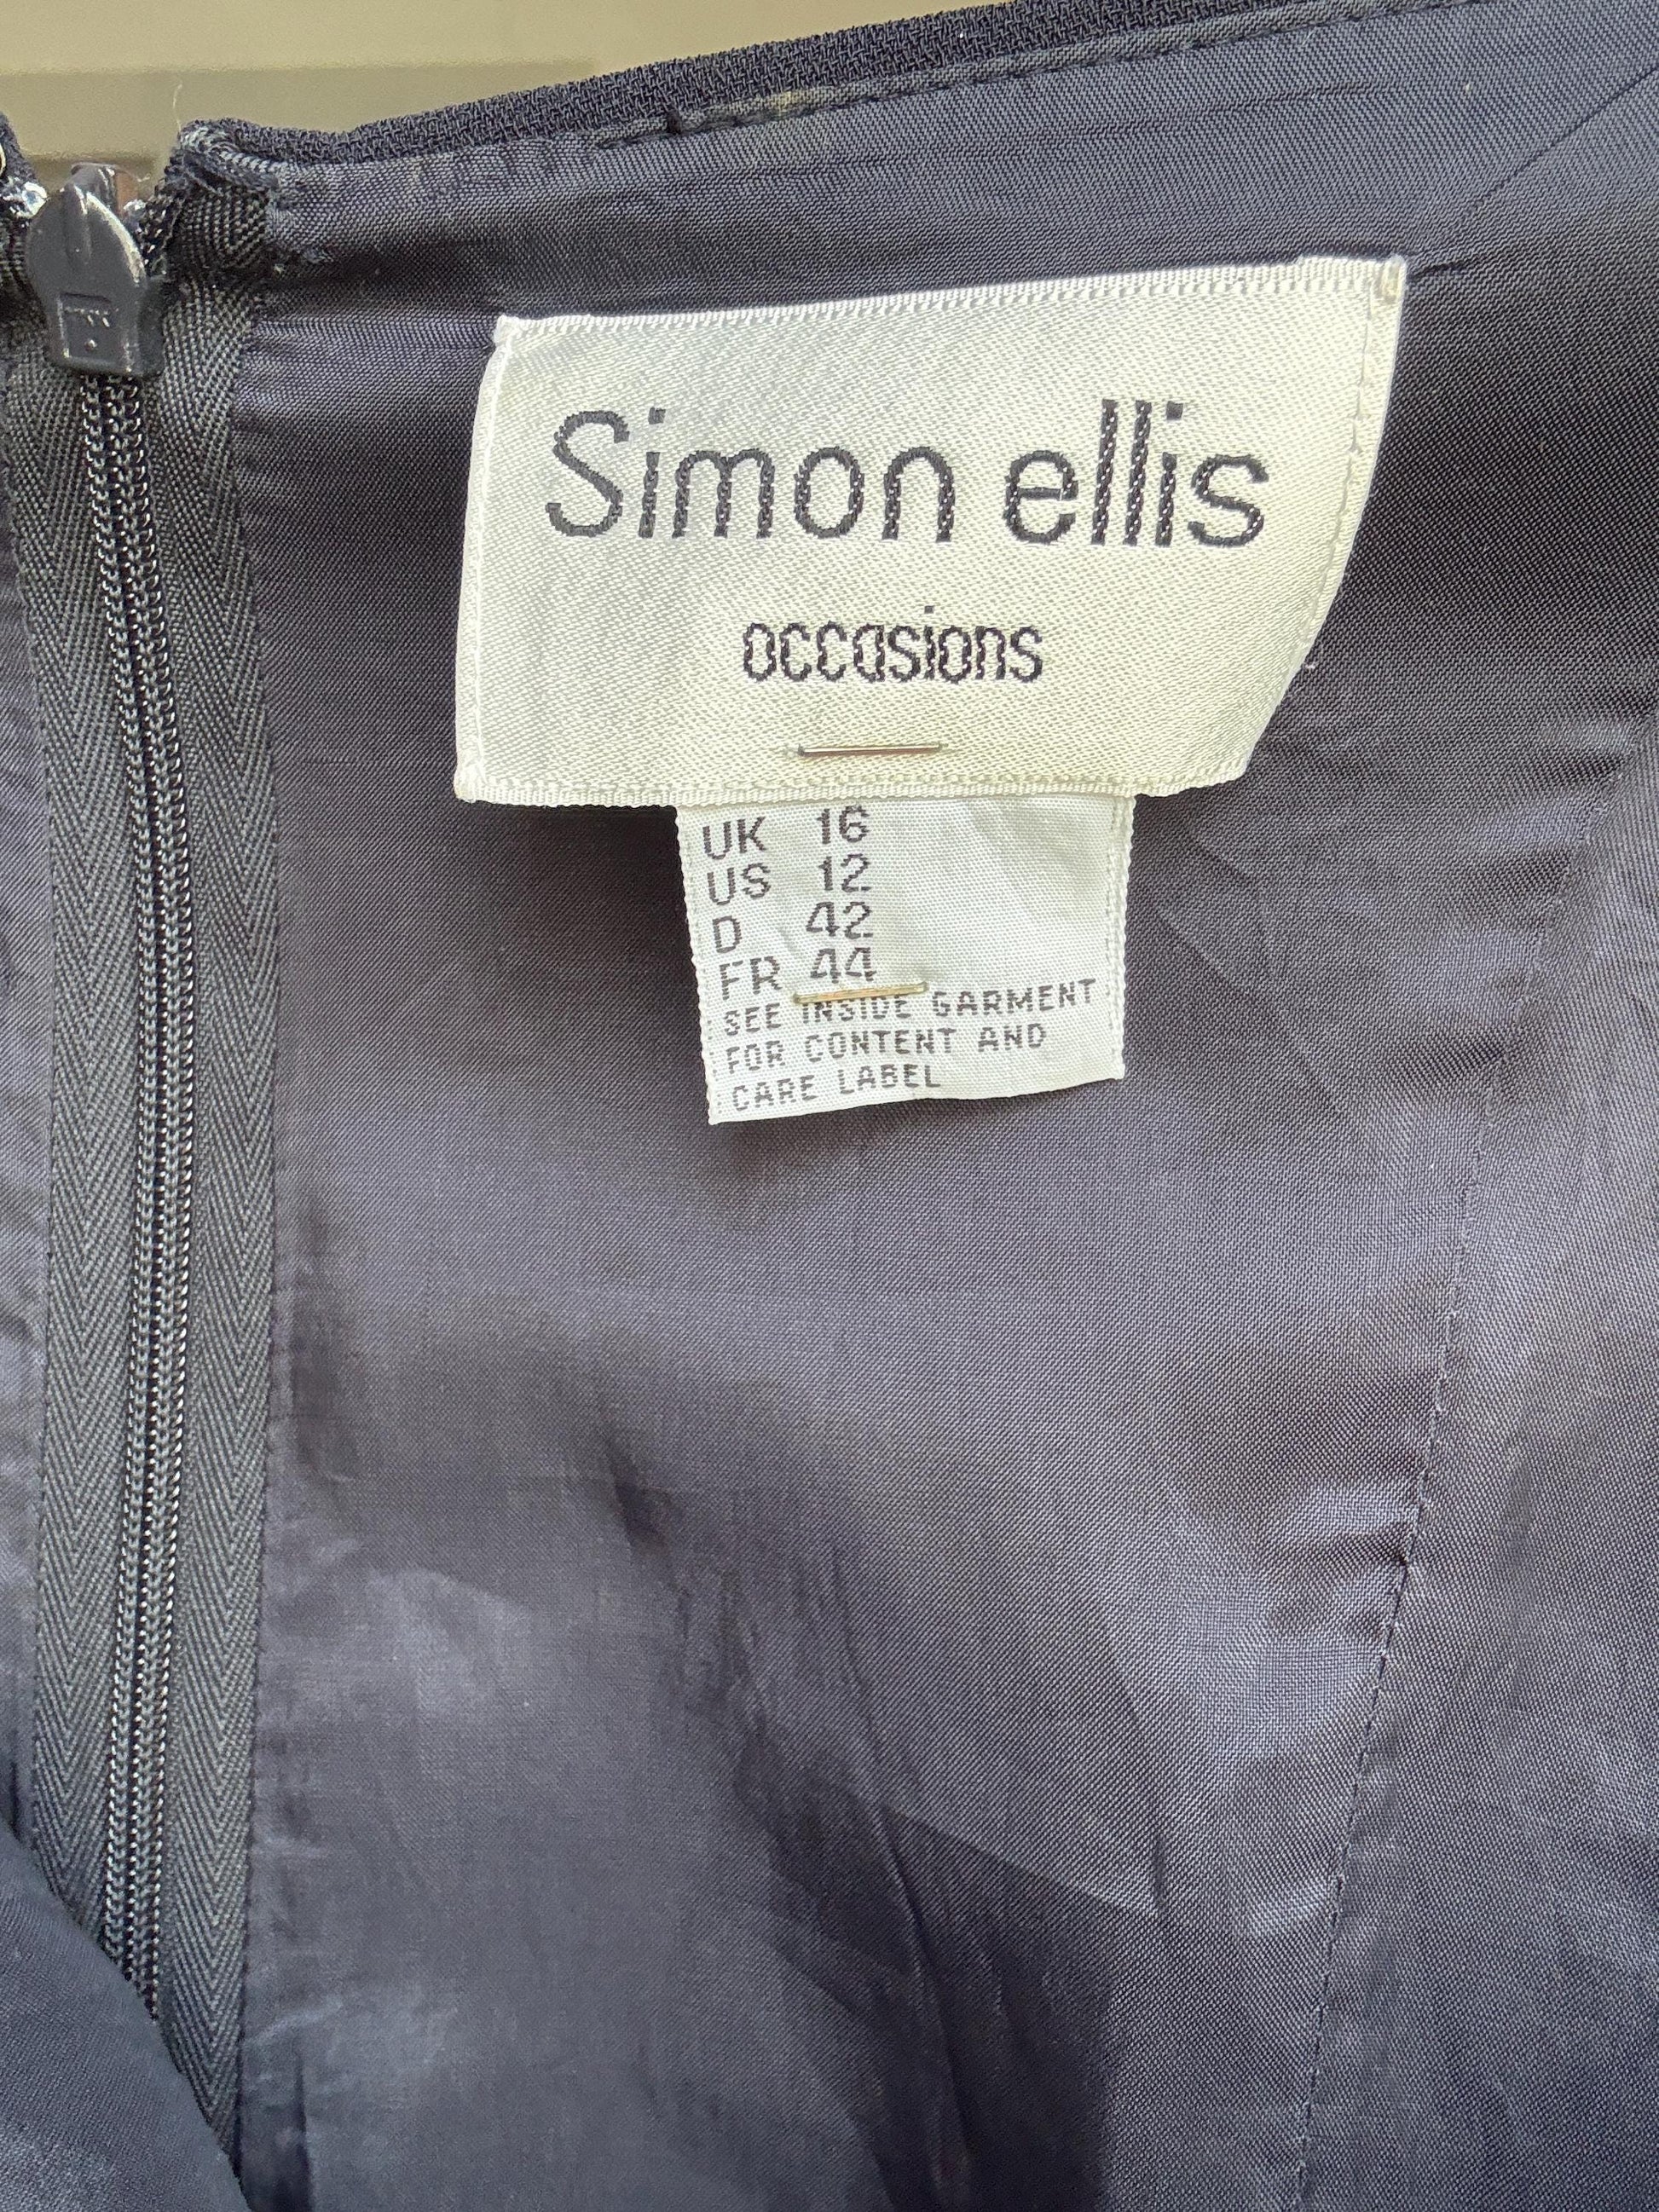 Simon ellis
occasions
UK 16
US 12
D 42
FR 44
SEE INSIDE GARMENT
FOR CONTENT AND
CARE LABEL